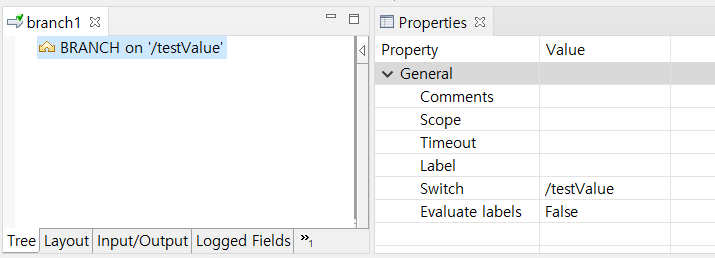 branch1
BRANCH on '/testValue'
Tree Layout Input/Output Logged Fields »1
Properties
Property Value
General
Comments
Scope
Timeout
Label
Switch /testValue
Evaluate labels False